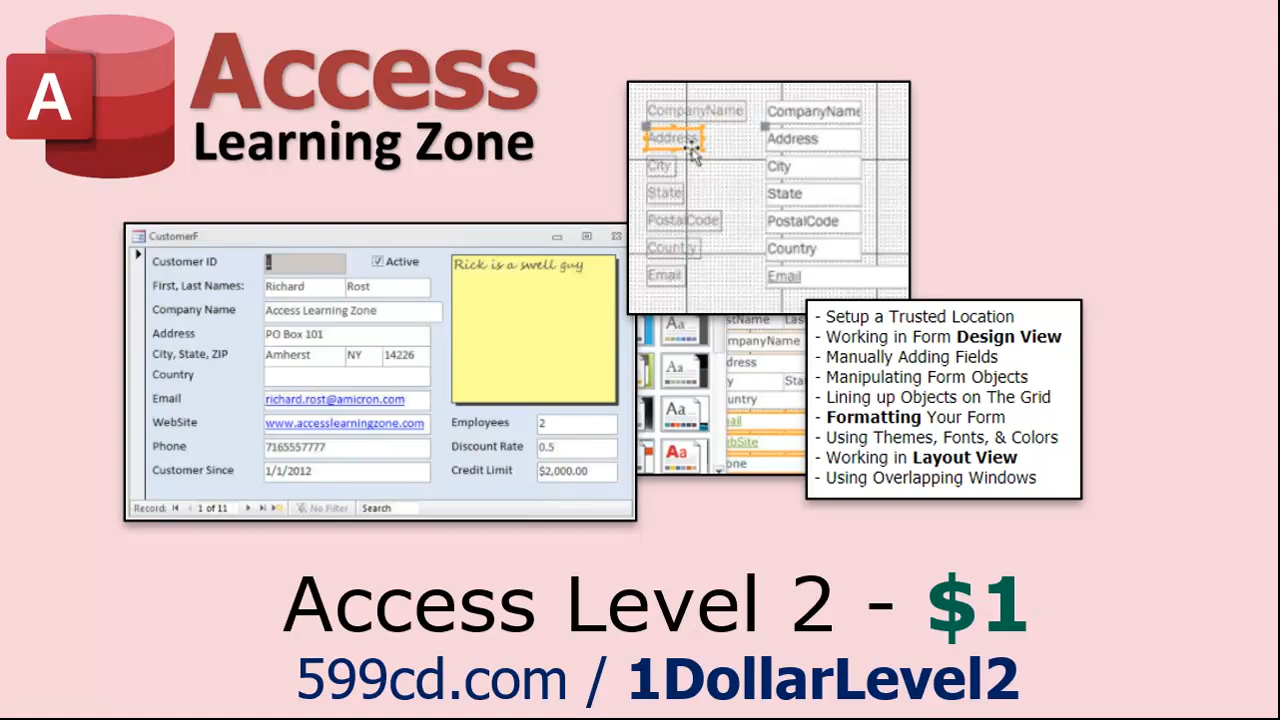 A
Access
Learning Zone
CustomerF
Customer ID
Active
First, Last Names:
Richard
Rost
Company Name
Access Learning Zone
Address
PO Box 101
City, State, ZIP
Amherst
NY
14226
Country
Email
richard.rost@amicron.com
WebSite
www.accesslearningzone.com
Phone
7165557777
Customer Since
1/1/2012
Rick is a swell guy
Employees
2
Discount Rate
0.5
Credit Limit
$2,000.00
Record:
1 of 11
No Filter
Search
CompanyName
CompanyName
Address
Address
City
City
State
State
PostalCode
PostalCode
Country
Country
Email
Email
Aa
Aa
Aa
Aa
- Setup a Trusted Location
- Working in Form Design View
- Manually Adding Fields
- Manipulating Form Objects
- Lining up Objects on The Grid
- Formatting Your Form
- Using Themes, Fonts, & Colors
- Working in Layout View
- Using Overlapping Windows
Access Level 2 - $1
599cd.com / 1DollarLevel2